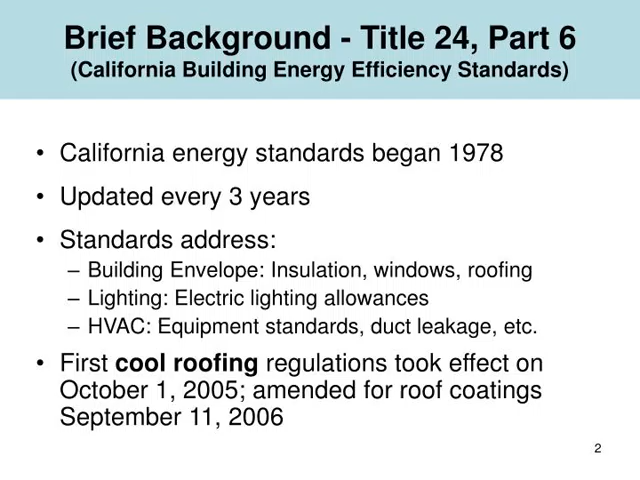 Brief Background - Title 24, Part 6
(California Building Energy Efficiency Standards)
• California energy standards began 1978
• Updated every 3 years
• Standards address:
– Building Envelope: Insulation, windows, roofing
– Lighting: Electric lighting allowances
– HVAC: Equipment standards, duct leakage, etc.
• First cool roofing regulations took effect on
October 1, 2005; amended for roof coatings
September 11, 2006
2